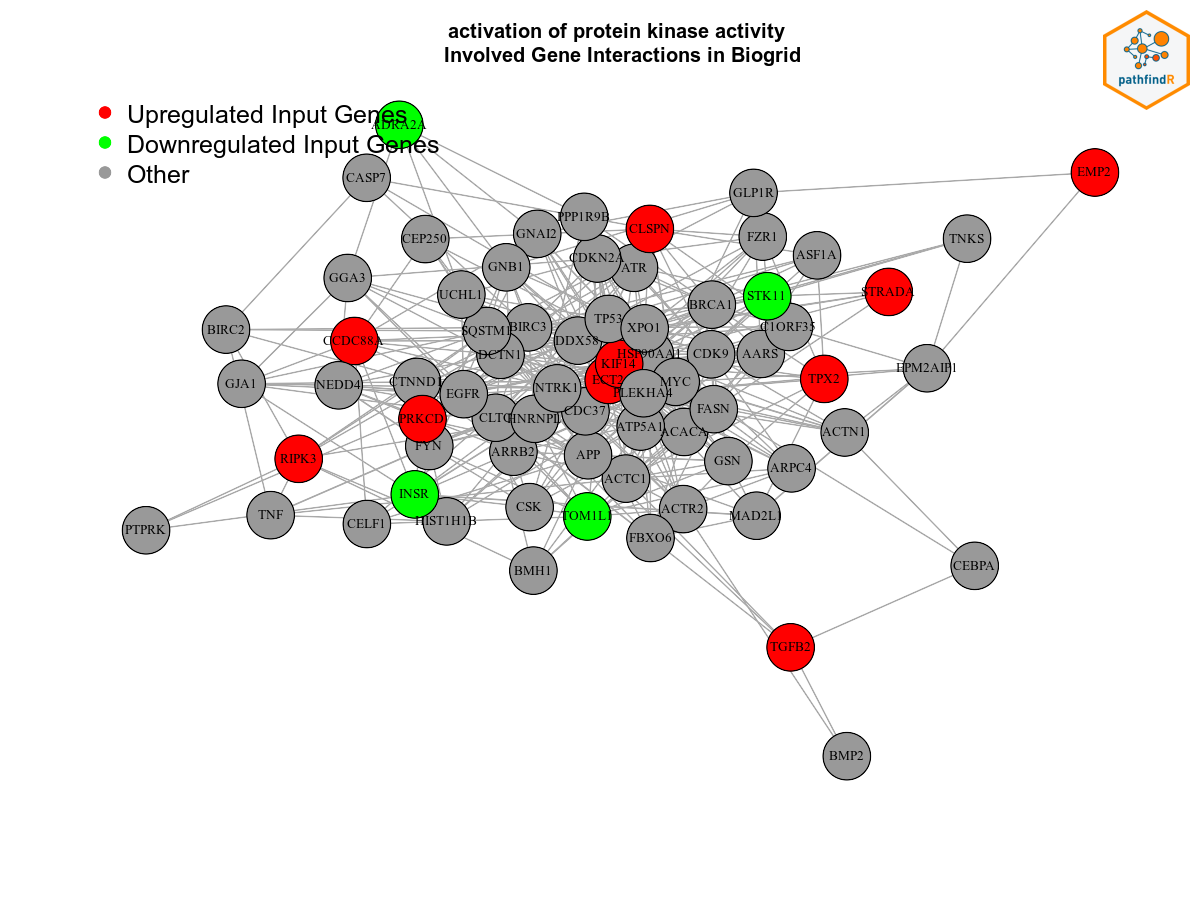 activation of protein kinase activity
Involved Gene Interactions in Biogrid
pathfindR
Upregulated Input Genes
Downregulated Input Genes
Other
ADRA2A
CASP7
EMP2
GLP1R
PPP1R9B
CLSPN
GNAI2
FZR1
CEP250
TNKS
ASF1A
CDKN2A
ATR
GNB1
GGA3
UCHL1
STK11
STRADA
BRCA1
TP53
C1ORF35
XPO1
BIRC3
BIRC2
SQSTM1
CCDC88A
DDX58
DCTN1
HSP90AA1
CDK9
AARS
KIF14
EPM2AIP1
TPX2
ECT2
MYC
CTNND1
GJA1
NEDD4
NTRK1
EGFR
PLEKHA4
FASN
CDC37
CLTC
HNRNPL
PRKCD
ATP5A1
ACACA
ACTN1
FYN
ARRB2
APP
RIPK3
GSN
ARPC4
ACTC1
INSR
CSK
ACTR2
TNF
TOM1L1
MAD2L1
HIST1H1B
CELF1
PTPRK
FBXO6
CEBPA
BMH1
TGFB2
BMP2